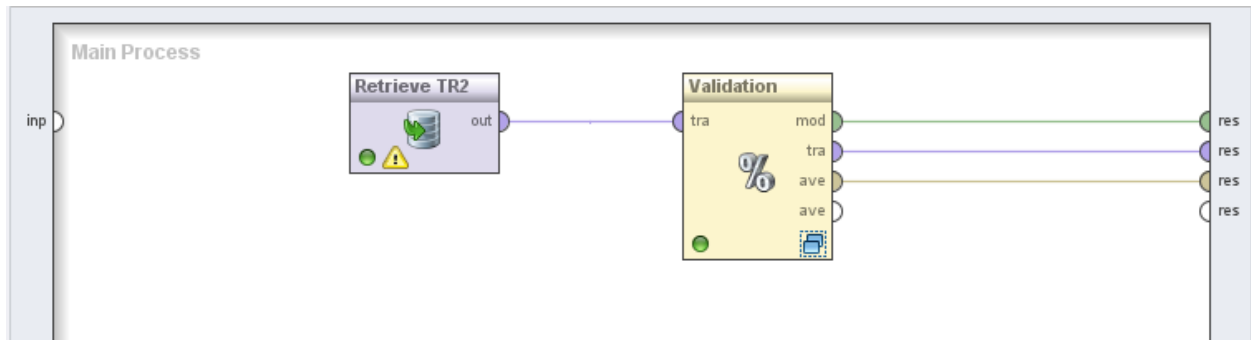 Main Process
Retrieve TR2
Validation
inp
out
tra
mod
res
tra
res
%
ave
res
ave
res